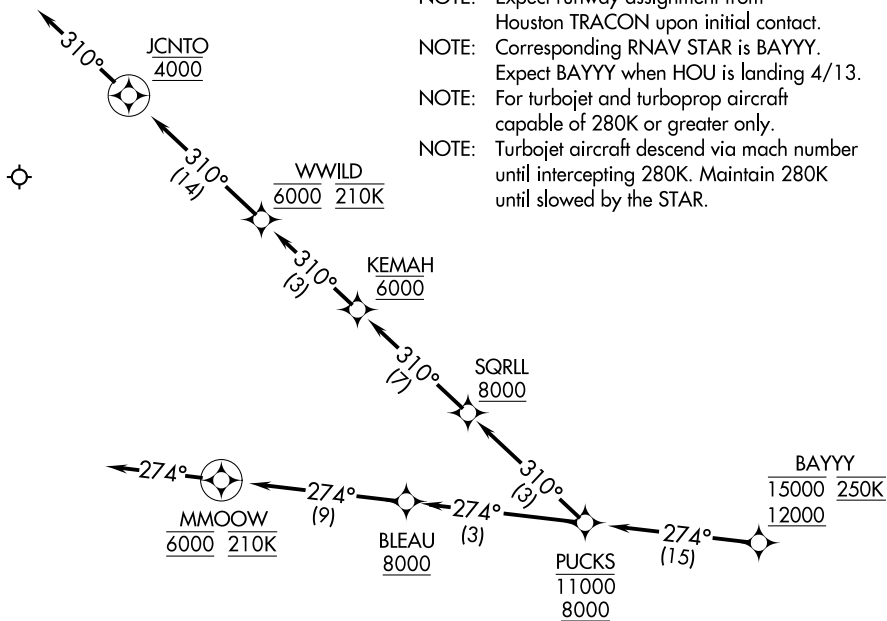 NOTE: Expect runway assignment from
Houston TRACON upon initial contact.
NOTE: Corresponding RNAV STAR is BAYYY.
Expect BAYYY when HOU is landing 4/13.
NOTE: For turbojet and turboprop aircraft
capable of 280K or greater only.
NOTE: Turbojet aircraft descend via mach number
until intercepting 280K. Maintain 280K
until slowed by the STAR.
310°
JCNTO
4000
310°
(14)
WWILD
6000 210K
310°
(3)
KEMAH
6000
310°
(7)
SQRLL
8000
310°
(3)
274°
MMOOW
6000 210K
274°
(9)
BLEAU
8000
274°
(3)
PUCKS
11000
8000
274°
(15)
BAYYY
15000 250K
12000